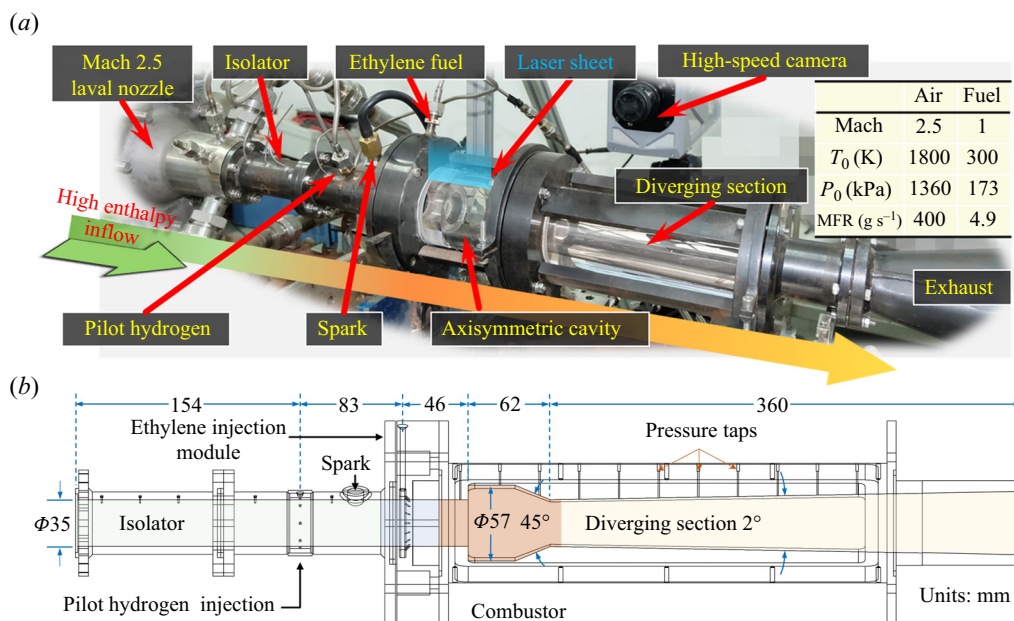 (a)
Mach 2.5
laval nozzle
Isolator
Ethylene fuel
Laser sheet
High-speed camera
Air Fuel
Mach 2.5 1
T₀ (K) 1800 300
P₀ (kPa) 1360 173
MFR (g s⁻¹) 400 4.9
Diverging section
High enthalpy
inflow
Exhaust
Pilot hydrogen
Spark
Axisymmetric cavity
(b)
154
83
46
62
360
Ethylene injection
module
Pressure taps
Spark
Φ35
Isolator
Φ57
45°
Diverging section 2°
Pilot hydrogen injection
Combustor
Units: mm